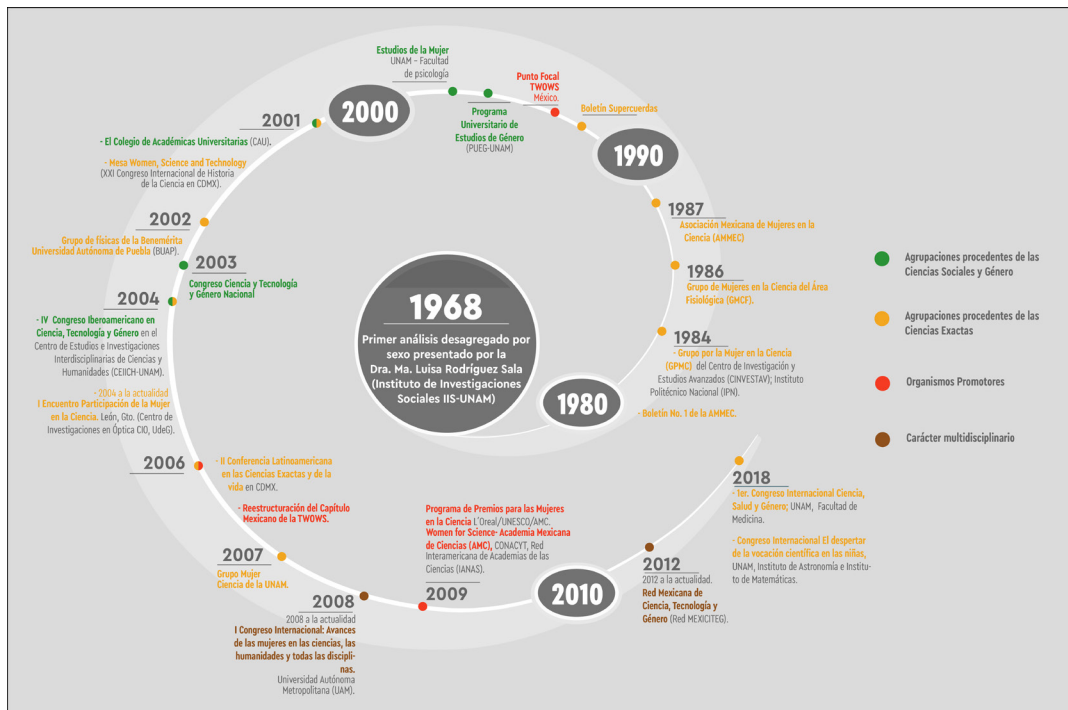 1968
Primer análisis desagregado por
sexo presentado por la
Dra. Ma. Luisa Rodríguez Sala
(Instituto de Investigaciones
Sociales IIS-UNAM)
1980
1984
- Grupo por la Mujer en la Ciencia
(GPMC) del Centro de Investigación y
Estudios Avanzados (CINVESTAV); Instituto
Politécnico Nacional (IPN).
- Boletín No. 1 de la AMMEC.
1986
Grupo de Mujeres en la Ciencia del Área
Fisiológica (GMCF).
1987
Asociación Mexicana de Mujeres en la
Ciencia (AMMEC)
1990
Boletín Supercuerdas
Punto Focal
TWOWS
México.
Programa
Universitario de
Estudios de Género
(PUEG-UNAM)
Estudios de la Mujer
UNAM – Facultad
de psicología
2000
2001
- El Colegio de Académicas Universitarias (CAU).
- Mesa Women, Science and Technology
(XXI Congreso Internacional de Historia
de la Ciencia en CDMX).
2002
Grupo de físicas de la Benemérita
Universidad Autónoma de Puebla (BUAP).
2003
Congreso Ciencia y Tecnología
y Género Nacional
2004
- IV Congreso Iberoamericano en
Ciencia, Tecnología y Género en el
Centro de Estudios e Investigaciones
Interdisciplinarias de Ciencias y
Humanidades (CEIICH-UNAM).
- 2004 a la actualidad
I Encuentro Participación de la Mujer
en la Ciencia. León, Gto. (Centro de
Investigaciones en Óptica CIO, UdeG).
2006
- II Conferencia Latinoamericana
en las Ciencias Exactas y de la
vida en CDMX.
- Reestructuración del Capítulo
Mexicano de la TWOWS.
2007
Grupo Mujer
Ciencia de la UNAM.
2008
2008 a la actualidad
I Congreso Internacional: Avances
de las mujeres en las ciencias, las
humanidades y todas las discipli-
nas.
Universidad Autónoma
Metropolitana (UAM).
Programa de Premios para las Mujeres
en la Ciencia L´Oreal/UNESCO/AMC.
Women for Science- Academia Mexicana
de Ciencias (AMC), CONACYT, Red
Interamericana de Academias de las
Ciencias (IANAS).
2009
2010
2012
2012 a la actualidad.
Red Mexicana de
Ciencia, Tecnología y
Género (Red MEXICITEG).
2018
- 1er. Congreso Internacional Ciencia,
Salud y Género; UNAM, Facultad de
Medicina.
- Congreso Internacional El despertar
de la vocación científica en las niñas,
UNAM, Instituto de Astronomía e Institu-
to de Matemáticas.
Agrupaciones procedentes de las
Ciencias Sociales y Género
Agrupaciones procedentes de las
Ciencias Exactas
Organismos Promotores
Carácter multidisciplinario